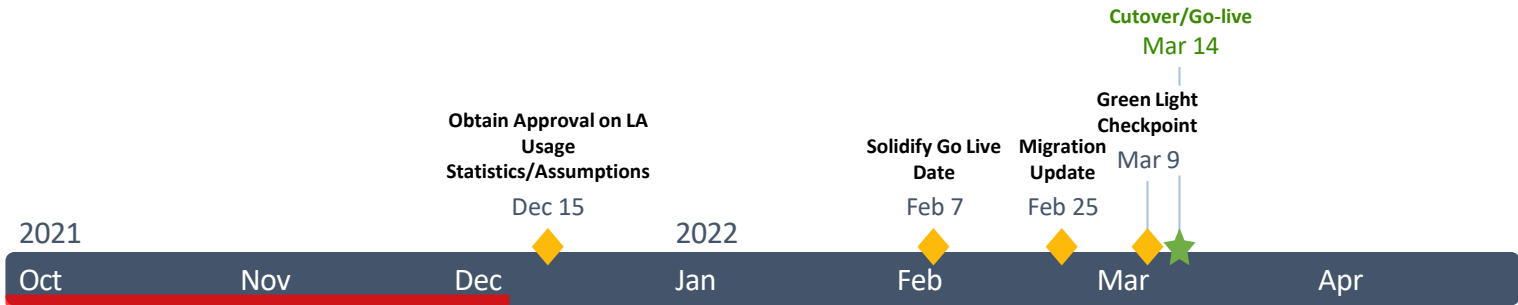 Cutover/Go-live
Mar 14
Green Light
Checkpoint
Mar 9
Obtain Approval on LA
Usage
Statistics/Assumptions
Dec 15
Solidify Go Live
Date
Feb 7
Migration
Update
Feb 25
2021
2022
Oct
Nov
Dec
Jan
Feb
Mar
Apr